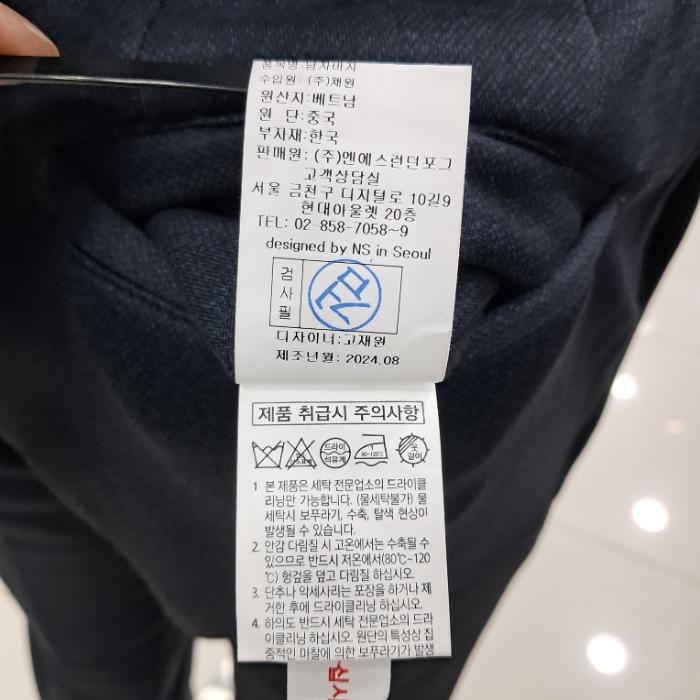 품목명:남자바지
수입원: (주)채원
원산지:베트남
원 단:중국
부자재:한국
판매원: (주)엔에스런던포그
고객상담실
서울 금천구 디지털로 10길9
현대아울렛 20층
TEL: 02-858-7058~9
designed by NS in Seoul
검
사
필
디자이너:고재원
제조년월: 2024.08
제품 취급시 주의사항
드라이
석유계
80~120℃
옷
걸이
1 본 제품은 세탁 전문업소의 드라이클
리닝만 가능합니다. (물세탁불가) 물
세탁시 보푸라기, 수축, 탈색 현상이
발생될 수 있습니다.
2. 안감 다림질 시 고온에서는 수축될 수
있으므로 반드시 저온에서(80℃~120
℃) 헝겊을 덮고 다림질 하십시오.
3. 단추나 악세사리는 포장을 하거나 제
거한 후에 드라이클리닝 하십시오.
4. 하의도 반드시 세탁 전문업소의 드라
이클리닝 하십시오. 원단의 특성상 집
중적인 마찰에 의한 보푸라기가 발생
십시